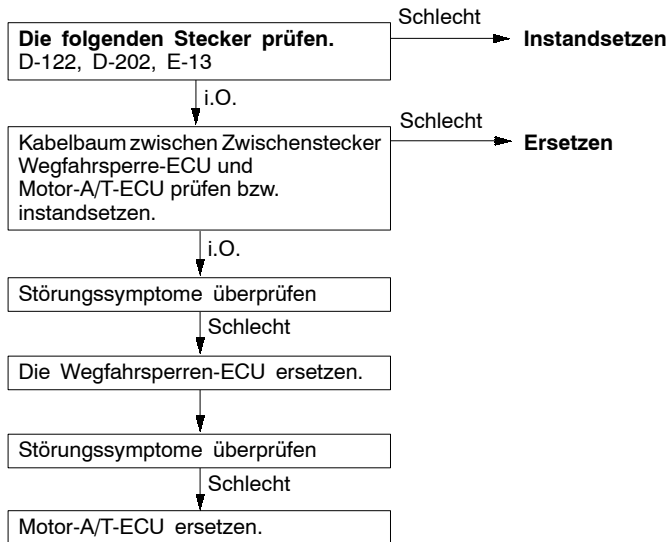 Die folgenden Stecker prüfen.
D-122, D-202, E-13
Schlecht
Instandsetzen
i.O.
Kabelbaum zwischen Zwischenstecker
Wegfahrsperre-ECU und
Motor-A/T-ECU prüfen bzw.
instandsetzen.
Schlecht
Ersetzen
i.O.
Störungssymptome überprüfen
Schlecht
Die Wegfahrsperren-ECU ersetzen.
Störungssymptome überprüfen
Schlecht
Motor-A/T-ECU ersetzen.